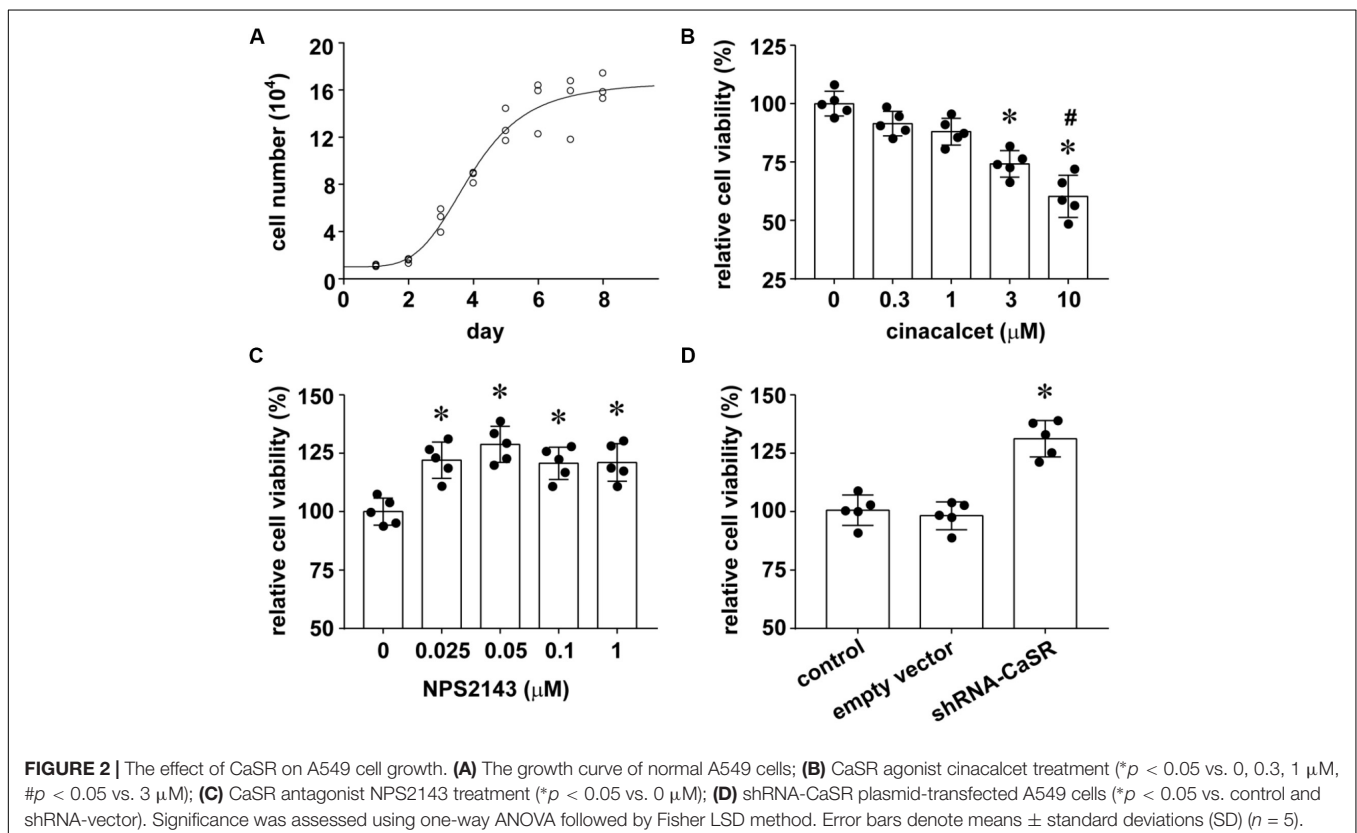 A
20
16
12
8
4
0
cell number (10⁴)
0 2 4 6 8
day
B
125
100
75
50
25
relative cell viability (%)
*
#
*
0 0.3 1 3 10
cinacalcet (μM)
C
150
125
100
75
50
relative cell viability (%)
* * * *
0 0.025 0.05 0.1 1
NPS2143 (μM)
D
150
125
100
75
50
relative cell viability (%)
*
control
empty vector
shRNA-CaSR
FIGURE 2 | The effect of CaSR on A549 cell growth. (A) The growth curve of normal A549 cells; (B) CaSR agonist cinacalcet treatment (*p < 0.05 vs. 0, 0.3, 1 μM,
#p < 0.05 vs. 3 μM); (C) CaSR antagonist NPS2143 treatment (*p < 0.05 vs. 0 μM); (D) shRNA-CaSR plasmid-transfected A549 cells (*p < 0.05 vs. control and
shRNA-vector). Significance was assessed using one-way ANOVA followed by Fisher LSD method. Error bars denote means ± standard deviations (SD) (n = 5).